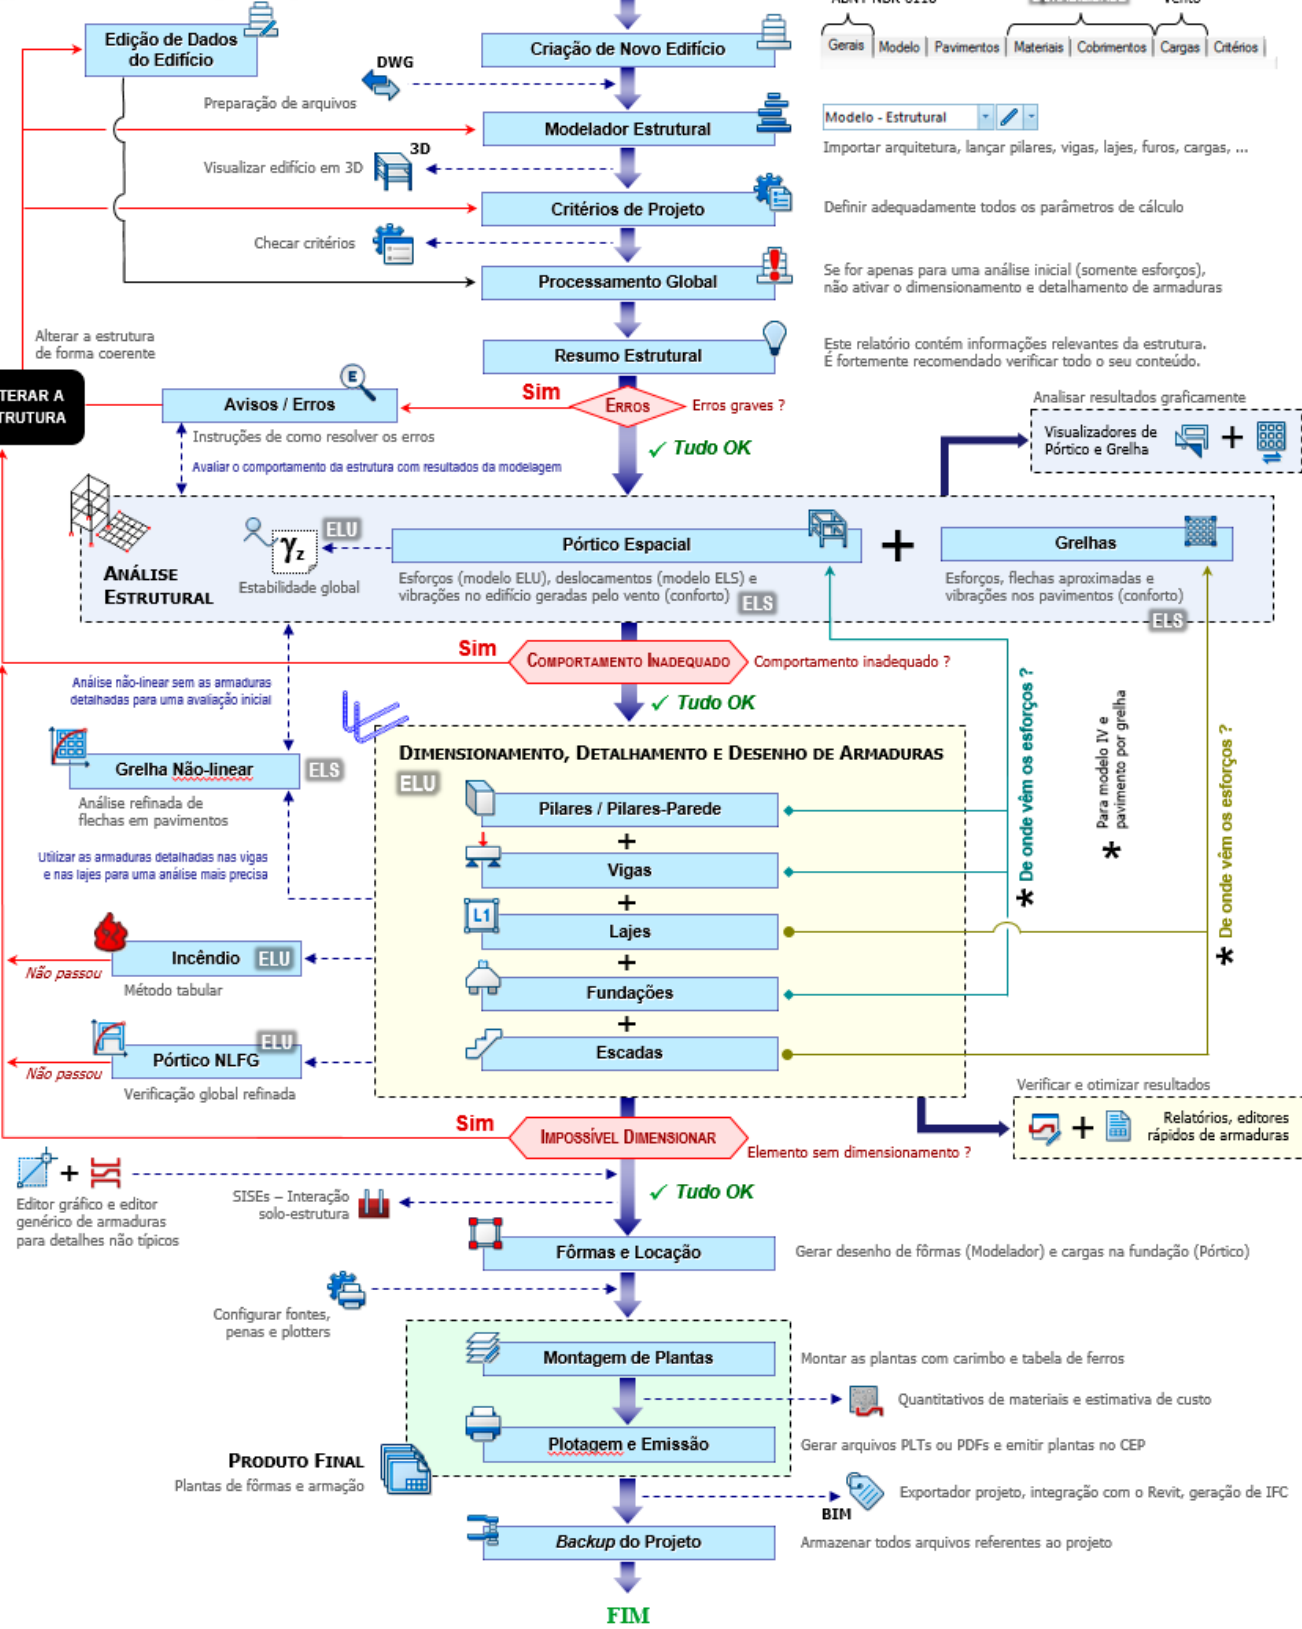 Edição de Dados
do Edifício
Criação de Novo Edifício
Gerais
Modelo
Pavimentos
Materiais
Cobrimentos
Cargas
Critérios
ABNT NBR 6118
Vento
DWG
Preparação de arquivos
Modelador Estrutural
Modelo - Estrutural
Importar arquitetura, lançar pilares, vigas, lajes, furos, cargas, ...
3D
Visualizar edifício em 3D
Critérios de Projeto
Definir adequadamente todos os parâmetros de cálculo
Checar critérios
Processamento Global
Se for apenas para uma análise inicial (somente esforços),
não ativar o dimensionamento e detalhamento de armaduras
Alterar a estrutura
de forma coerente
Resumo Estrutural
Este relatório contém informações relevantes da estrutura.
É fortemente recomendado verificar todo o seu conteúdo.
TERAR A
TRUTURA
E
Avisos / Erros
Sim
ERROS
Erros graves ?
Instruções de como resolver os erros
Avaliar o comportamento da estrutura com resultados da modelagem
✓ Tudo OK
Analisar resultados graficamente
Visualizadores de
Pórtico e Grelha
+
ANÁLISE
ESTRUTURAL
γz
ELU
Estabilidade global
Pórtico Espacial
Esforços (modelo ELU), deslocamentos (modelo ELS) e
vibrações no edifício geradas pelo vento (conforto)
ELS
+
Grelhas
Esforços, flechas aproximadas e
vibrações nos pavimentos (conforto)
ELS
Sim
COMPORTAMENTO INADEQUADO
Comportamento inadequado ?
✓ Tudo OK
Análise não-linear sem as armaduras
detalhadas para uma avaliação inicial
Grelha Não-linear
ELS
Análise refinada de
flechas em pavimentos
Utilizar as armaduras detalhadas nas vigas
e nas lajes para uma análise mais precisa
DIMENSIONAMENTO, DETALHAMENTO E DESENHO DE ARMADURAS
ELU
Pilares / Pilares-Parede
+
Vigas
+
L1
Lajes
+
Fundações
+
Escadas
* De onde vêm os esforços ?
* Para modelo IV e
pavimento por grelha
* De onde vêm os esforços ?
Incêndio
ELU
Não passou
Método tabular
Pórtico NLFG
ELU
Não passou
Verificação global refinada
Sim
IMPOSSÍVEL DIMENSIONAR
Elemento sem dimensionamento ?
Verificar e otimizar resultados
+
Relatórios, editores
rápidos de armaduras
✓ Tudo OK
+
Editor gráfico e editor
genérico de armaduras
para detalhes não típicos
SISEs – Interação
solo-estrutura
Fôrmas e Locação
Gerar desenho de fôrmas (Modelador) e cargas na fundação (Pórtico)
Configurar fontes,
penas e plotters
Montagem de Plantas
Montar as plantas com carimbo e tabela de ferros
Quantitativos de materiais e estimativa de custo
Plotagem e Emissão
Gerar arquivos PLTs ou PDFs e emitir plantas no CEP
PRODUTO FINAL
Plantas de fôrmas e armação
BIM
Exportador projeto, integração com o Revit, geração de IFC
Backup do Projeto
Armazenar todos arquivos referentes ao projeto
FIM